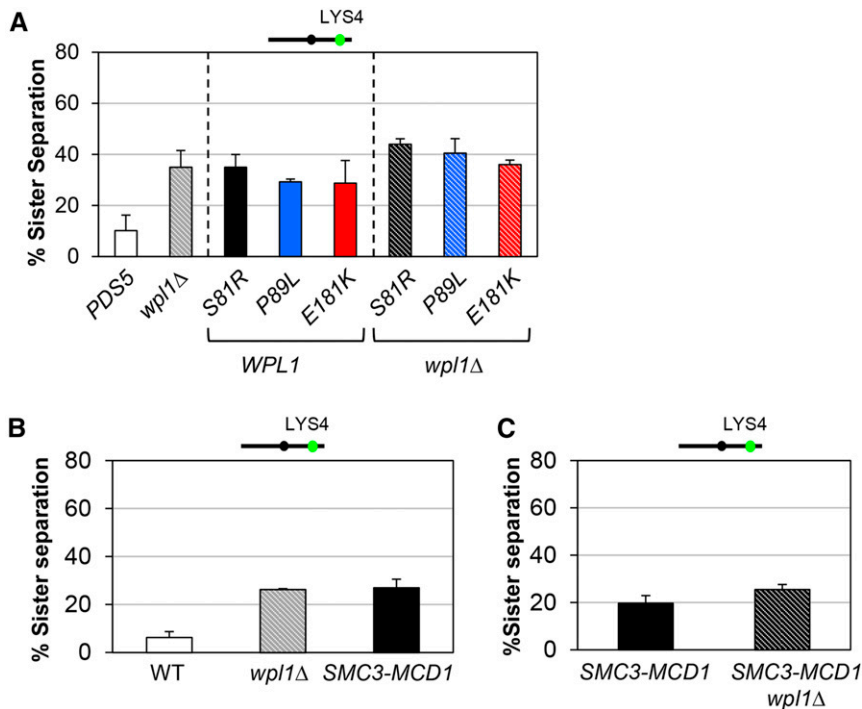 A
LYS4
% Sister Separation
80
60
40
20
0
PDS5
wpl1Δ
S81R
P89L
E181K
S81R
P89L
E181K
WPL1
wpl1Δ
B
LYS4
% Sister separation
80
60
40
20
0
WT
wpl1Δ
SMC3-MCD1
C
LYS4
%Sister separation
80
60
40
20
0
SMC3-MCD1
SMC3-MCD1
wpl1Δ